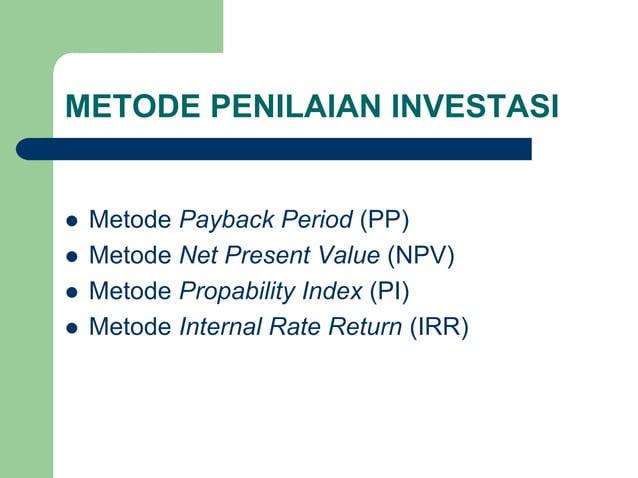 METODE PENILAIAN INVESTASI
● Metode Payback Period (PP)
● Metode Net Present Value (NPV)
● Metode Propability Index (PI)
● Metode Internal Rate Return (IRR)